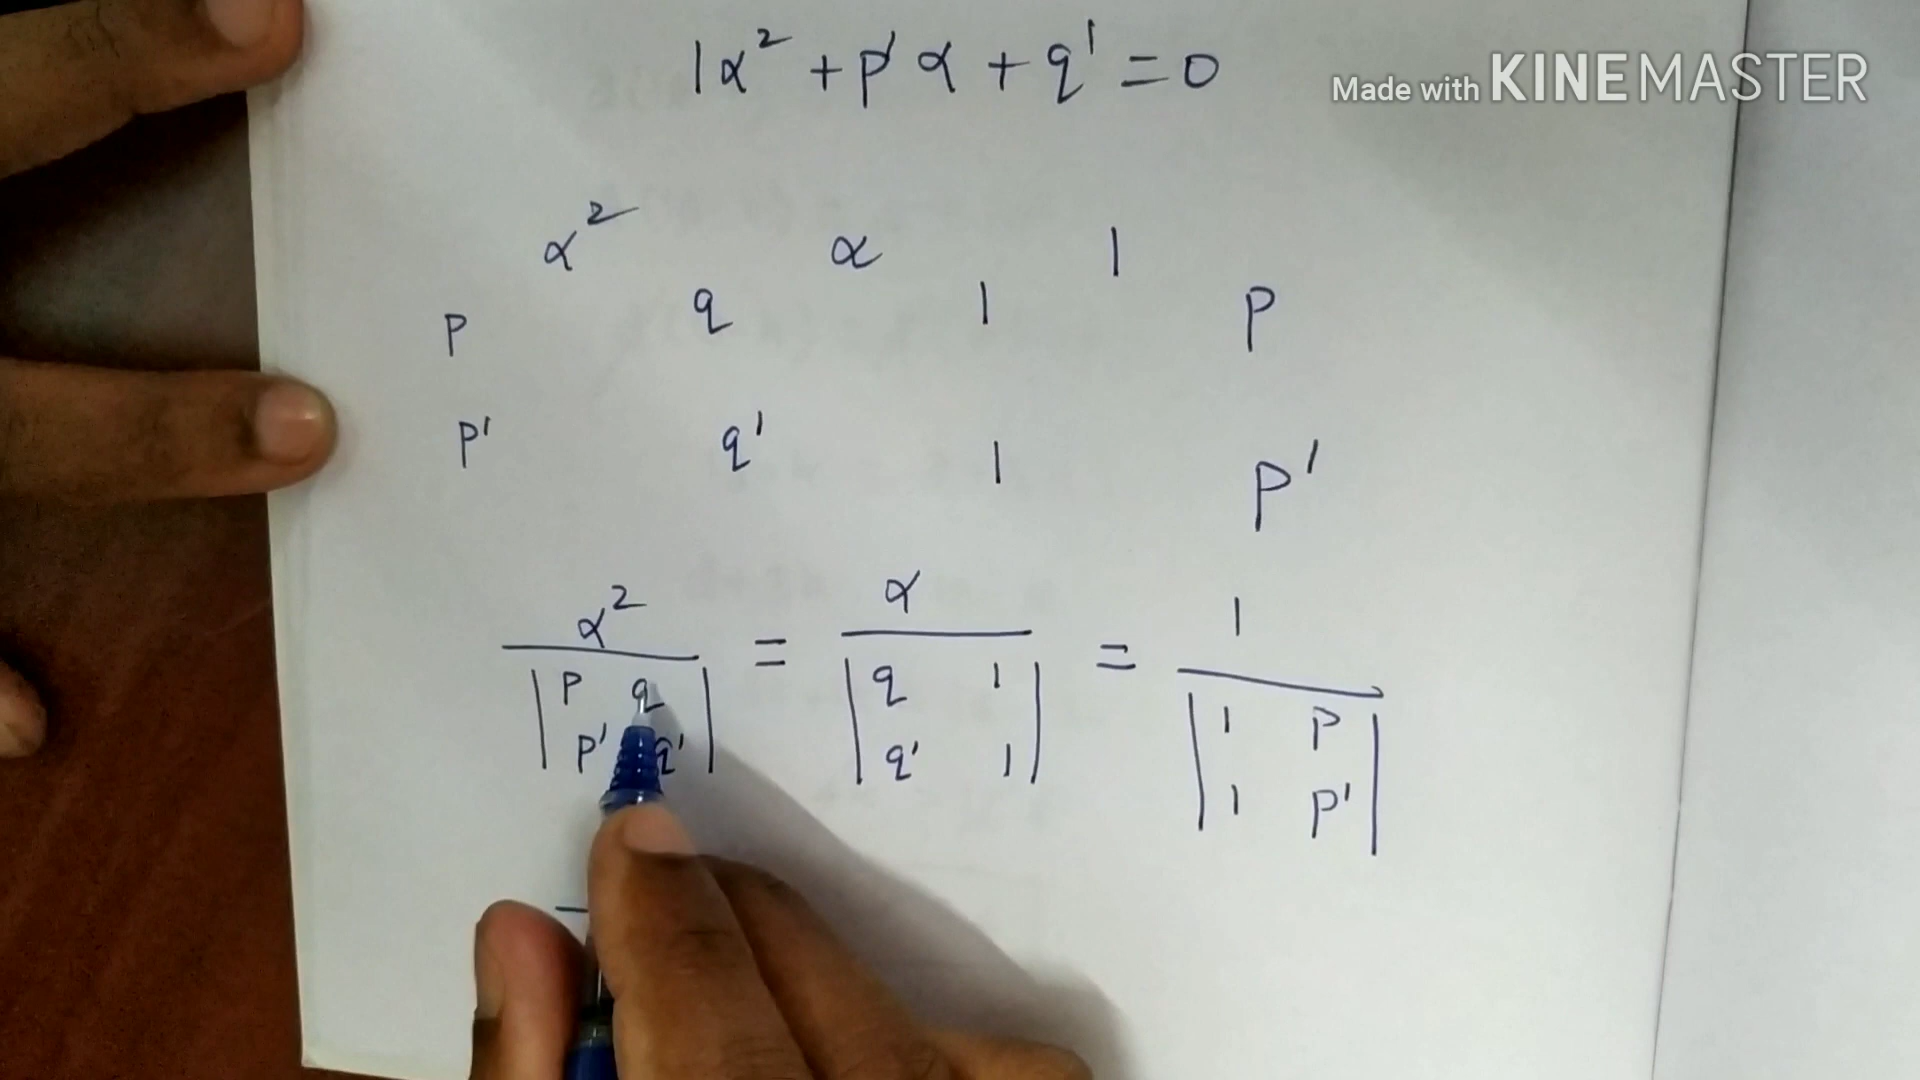 1α² + p'α + q' = 0
Made with KINEMASTER
α² α 1
p q 1 p
p' q' 1 p'
α² = α = 1
|p q| |q 1| |1 p|
|p' q'| |q' 1| |1 p'|